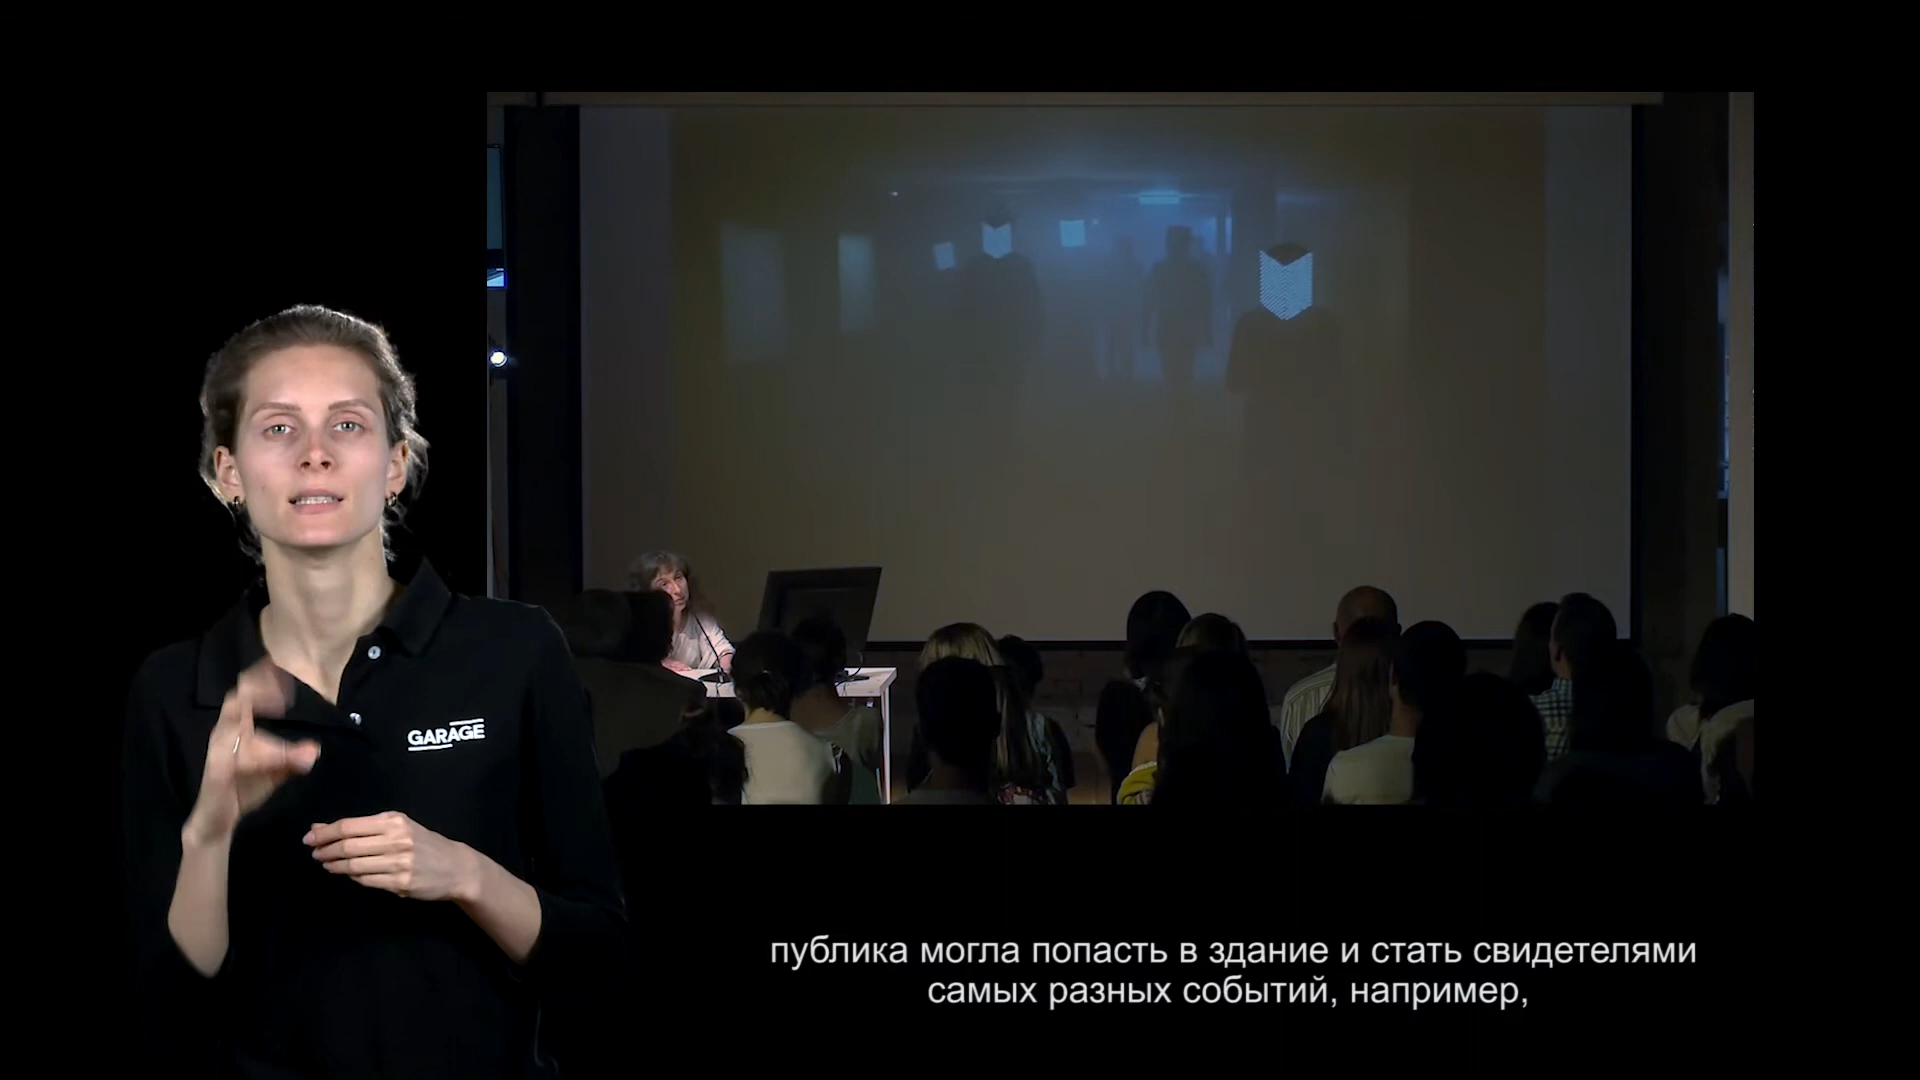 GARAGE
публика могла попасть в здание и стать свидетелями
самых разных событий, например,